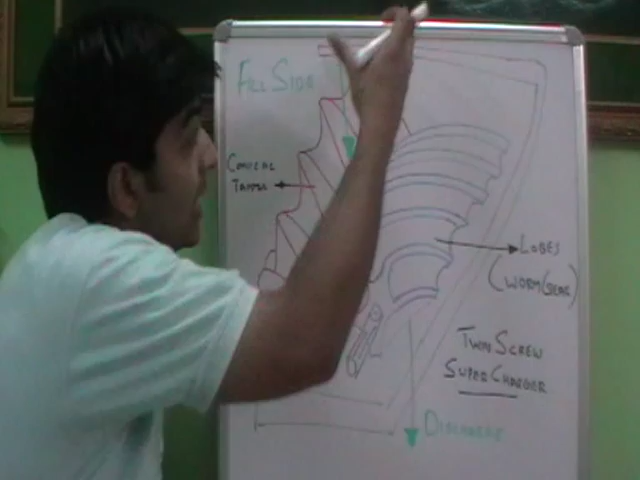 Fill Side
Conical
Taper
Lobes
(Worm Gear)
Twin Screw
Super Charger
Discharge